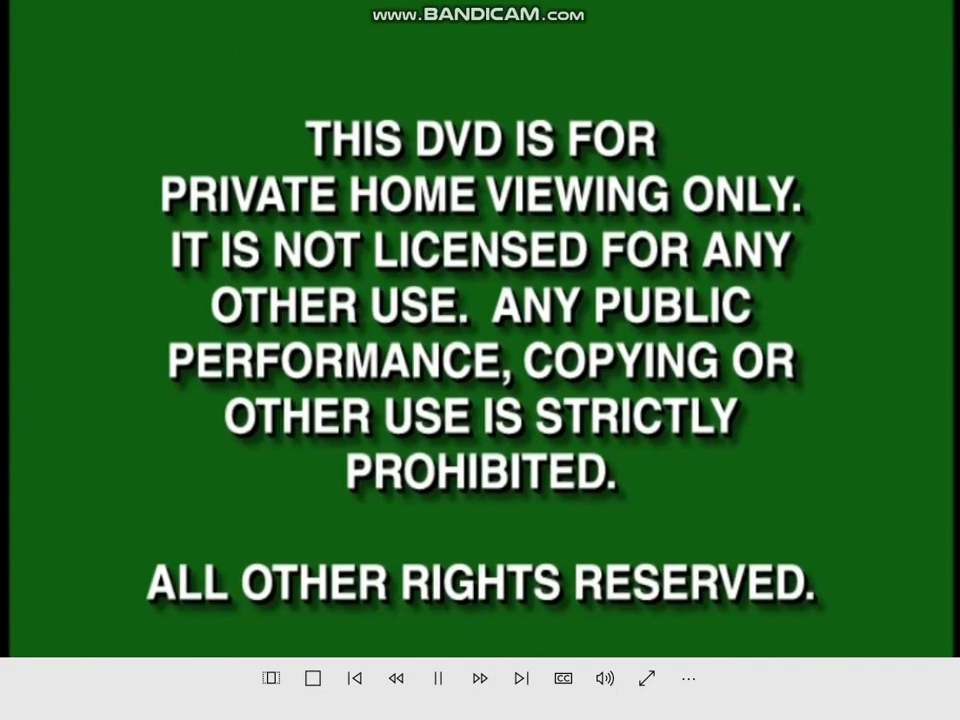 www.BANDICAM.com
THIS DVD IS FOR
PRIVATE HOME VIEWING ONLY.
IT IS NOT LICENSED FOR ANY
OTHER USE.  ANY PUBLIC
PERFORMANCE, COPYING OR
OTHER USE IS STRICTLY
PROHIBITED.
ALL OTHER RIGHTS RESERVED.
CC